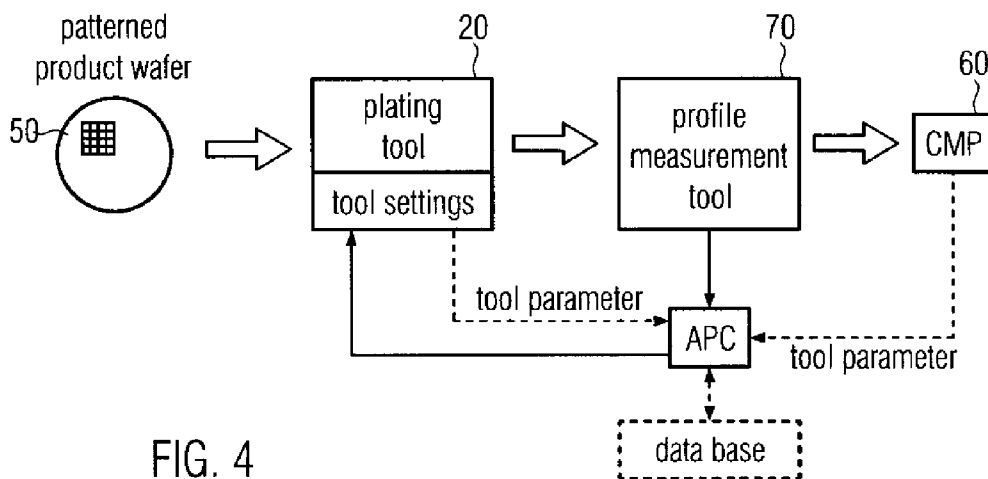 patterned
product wafer
50
20
plating
tool
tool settings
70
profile
measurement
tool
60
CMP
tool parameter
APC
tool parameter
data base
FIG. 4